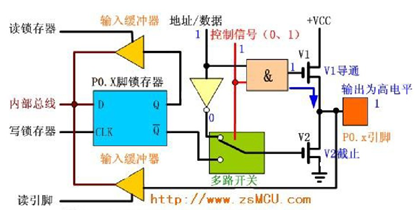 输入缓冲器
地址/数据
+VCC
读锁存器
1
控制信号(0、1)
1
V1
P0.X脚锁存器
&
1
V1导通
输出为高电平
内部总线
D
Q
1
0
P0.x引脚
写锁存器
CLK
Q
V2
V2截止
输入缓冲器
多路开关
读引脚
http://www.zsMCU.com